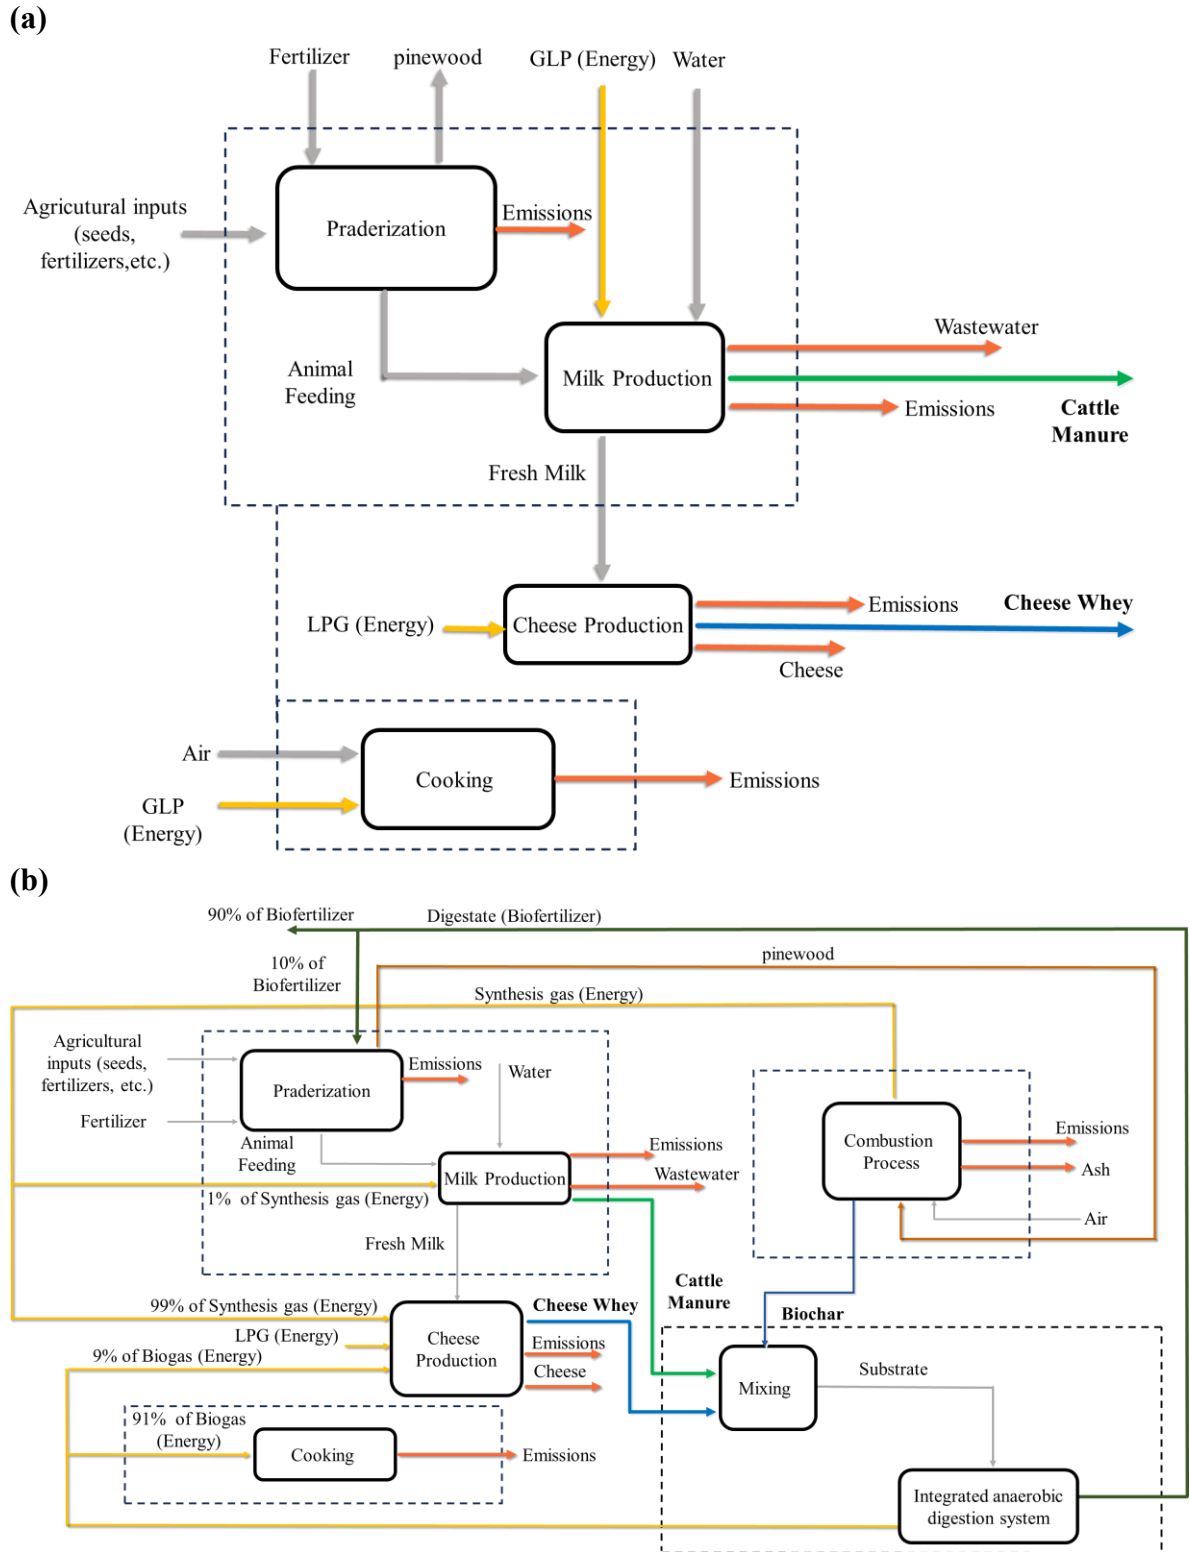 (a)
Fertilizer
pinewood
GLP (Energy)
Water
Agricutural inputs
(seeds,
fertilizers,etc.)
Praderization
Emissions
Animal
Feeding
Milk Production
Wastewater
Cattle
Manure
Emissions
Fresh Milk
LPG (Energy)
Cheese Production
Emissions
Cheese Whey
Cheese
Air
GLP
(Energy)
Cooking
Emissions
(b)
90% of Biofertilizer
Digestate (Biofertilizer)
10% of
Biofertilizer
pinewood
Synthesis gas (Energy)
Agricultural
inputs (seeds,
fertilizers, etc.)
Fertilizer
Praderization
Emissions
Water
Animal
Feeding
Milk Production
Emissions
Wastewater
1% of Synthesis gas (Energy)
Fresh Milk
Combustion
Process
Emissions
Ash
Air
Cattle
Manure
Biochar
99% of Synthesis gas (Energy)
LPG (Energy)
9% of Biogas (Energy)
Cheese
Production
Cheese Whey
Emissions
Cheese
Mixing
Substrate
91% of Biogas
(Energy)
Cooking
Emissions
Integrated anaerobic
digestion system